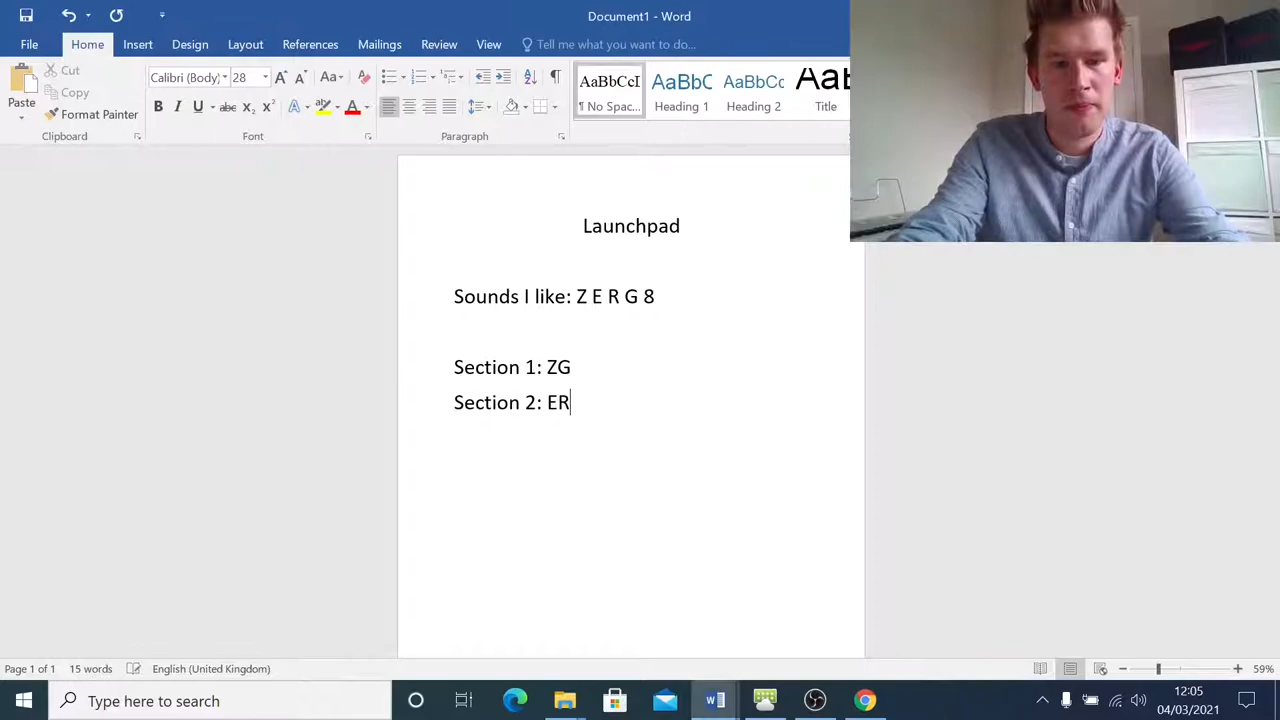 Document1 - Word
File Home Insert Design Layout References Mailings Review View Tell me what you want to do...
Paste
Cut
Copy
Format Painter
Calibri (Body) 28
AaBbCcI AaBbC AaBbCc AaB
¶ No Spac... Heading 1 Heading 2 Title
Clipboard Font Paragraph
Launchpad
Sounds I like: Z E R G 8
Section 1: ZG
Section 2: ER
Page 1 of 1 15 words English (United Kingdom) 59%
Type here to search
12:05
04/03/2021